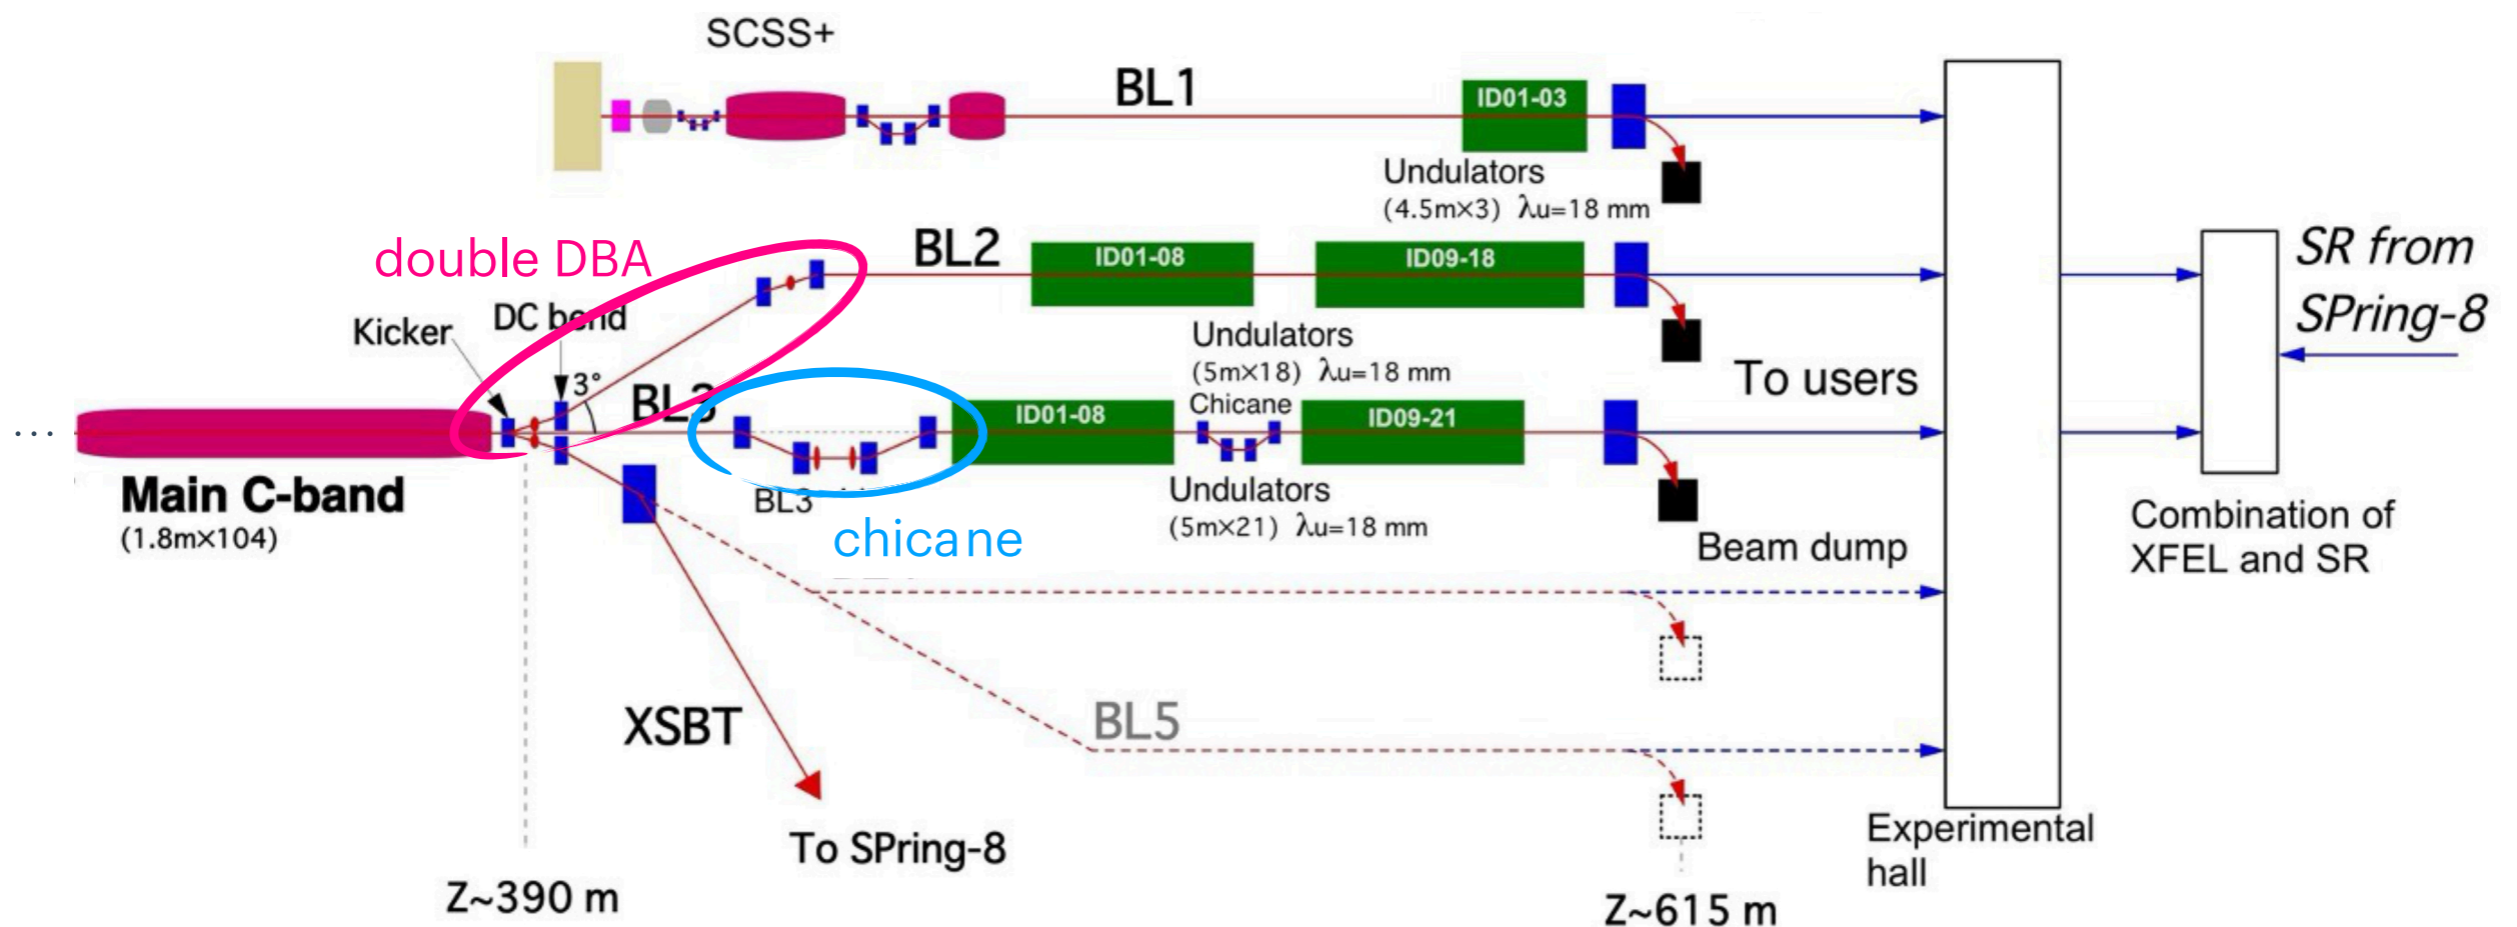 SCSS+
BL1
ID01-03
Undulators
(4.5m×3) λu=18 mm
double DBA
BL2
ID01-08
ID09-18
SR from
SPring-8
Kicker
DC bend
3°
Undulators
(5m×18) λu=18 mm
To users
BL3
Chicane
ID01-08
ID09-21
...
Main C-band
(1.8m×104)
BL3
Undulators
(5m×21) λu=18 mm
chicane
Beam dump
Combination of
XFEL and SR
XSBT
BL5
To SPring-8
Experimental
hall
Z~390 m
Z~615 m